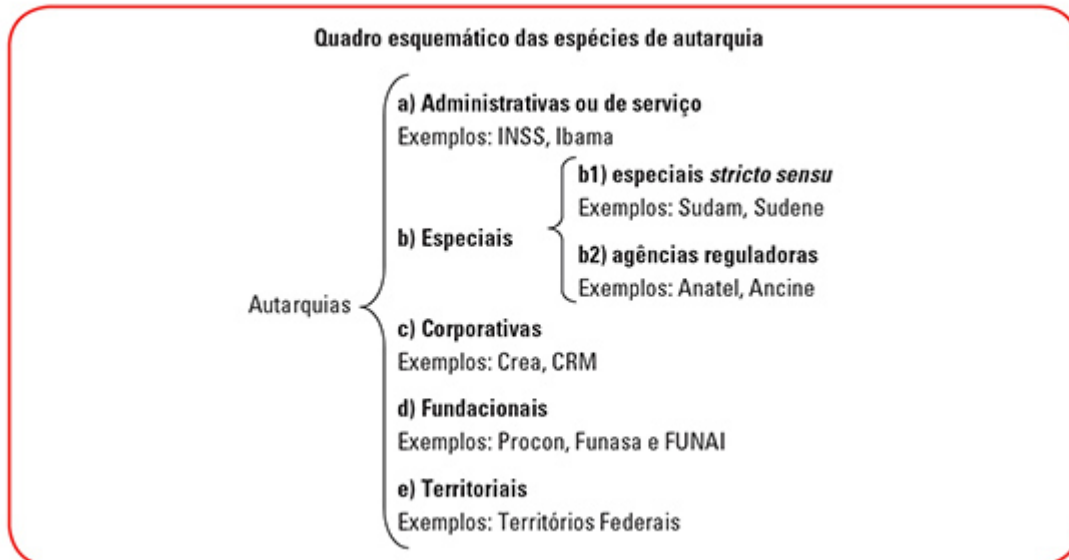 Quadro esquemático das espécies de autarquia
a) Administrativas ou de serviço
Exemplos: INSS, Ibama
b1) especiais stricto sensu
Exemplos: Sudam, Sudene
b) Especiais
b2) agências reguladoras
Exemplos: Anatel, Ancine
Autarquias
c) Corporativas
Exemplos: Crea, CRM
d) Fundacionais
Exemplos: Procon, Funasa e FUNAI
e) Territoriais
Exemplos: Territórios Federais